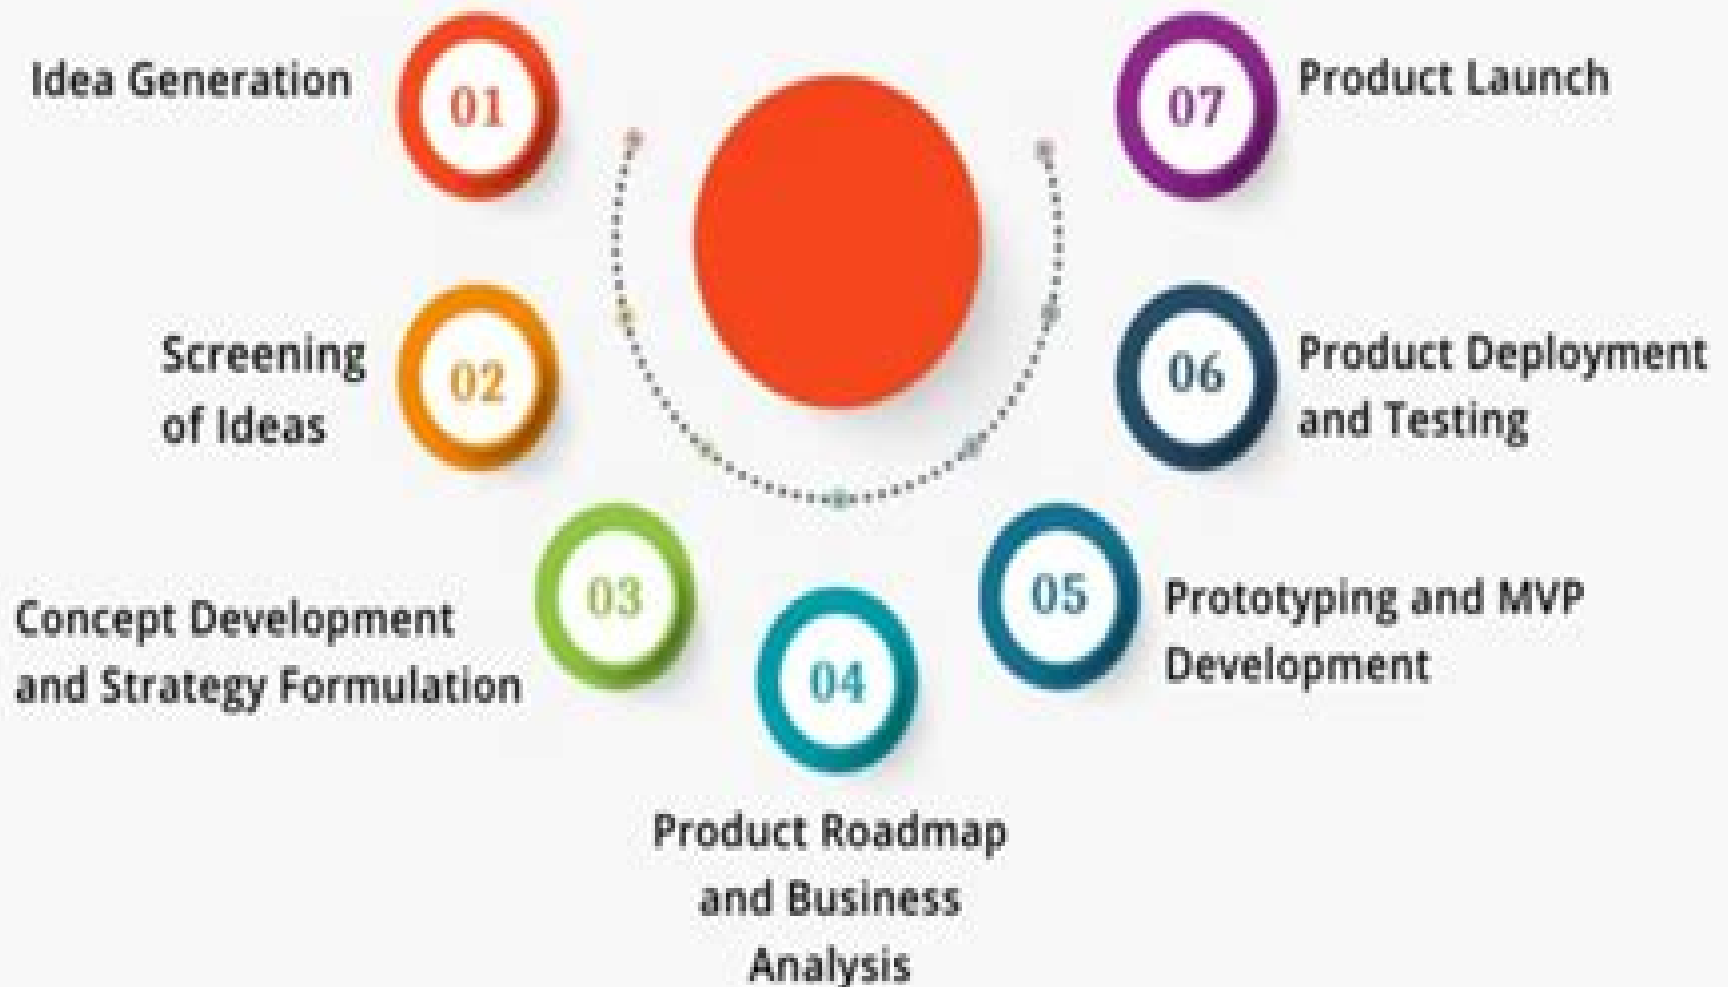 01
Idea Generation
02
Screening
of Ideas
03
Concept Development
and Strategy Formulation
04
Product Roadmap
and Business
Analysis
05
Prototyping and MVP
Development
06
Product Deployment
and Testing
07
Product Launch